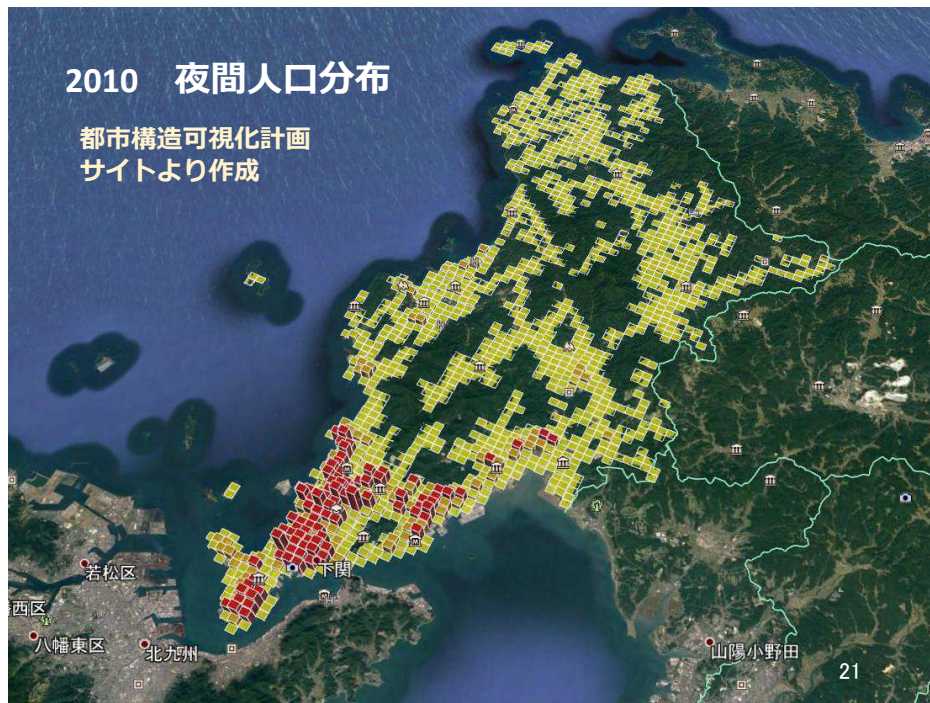 2010 夜間人口分布
都市構造可視化計画
サイトより作成
下関
若松区
西区
八幡東区
北九州
山陽小野田
21